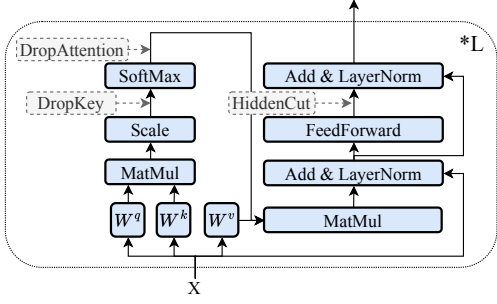 DropAttention
*L
SoftMax
Add & LayerNorm
DropKey
HiddenCut
Scale
FeedForward
MatMul
Add & LayerNorm
W^q
W^k
W^v
MatMul
X